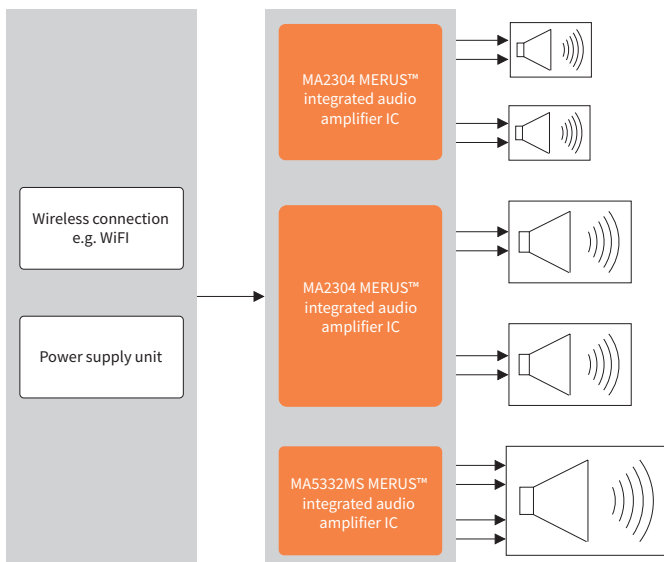 MA2304 MERUS™
integrated audio
amplifier IC
Wireless connection
e.g. WiFI
MA2304 MERUS™
integrated audio
amplifier IC
Power supply unit
MA5332MS MERUS™
integrated audio
amplifier IC